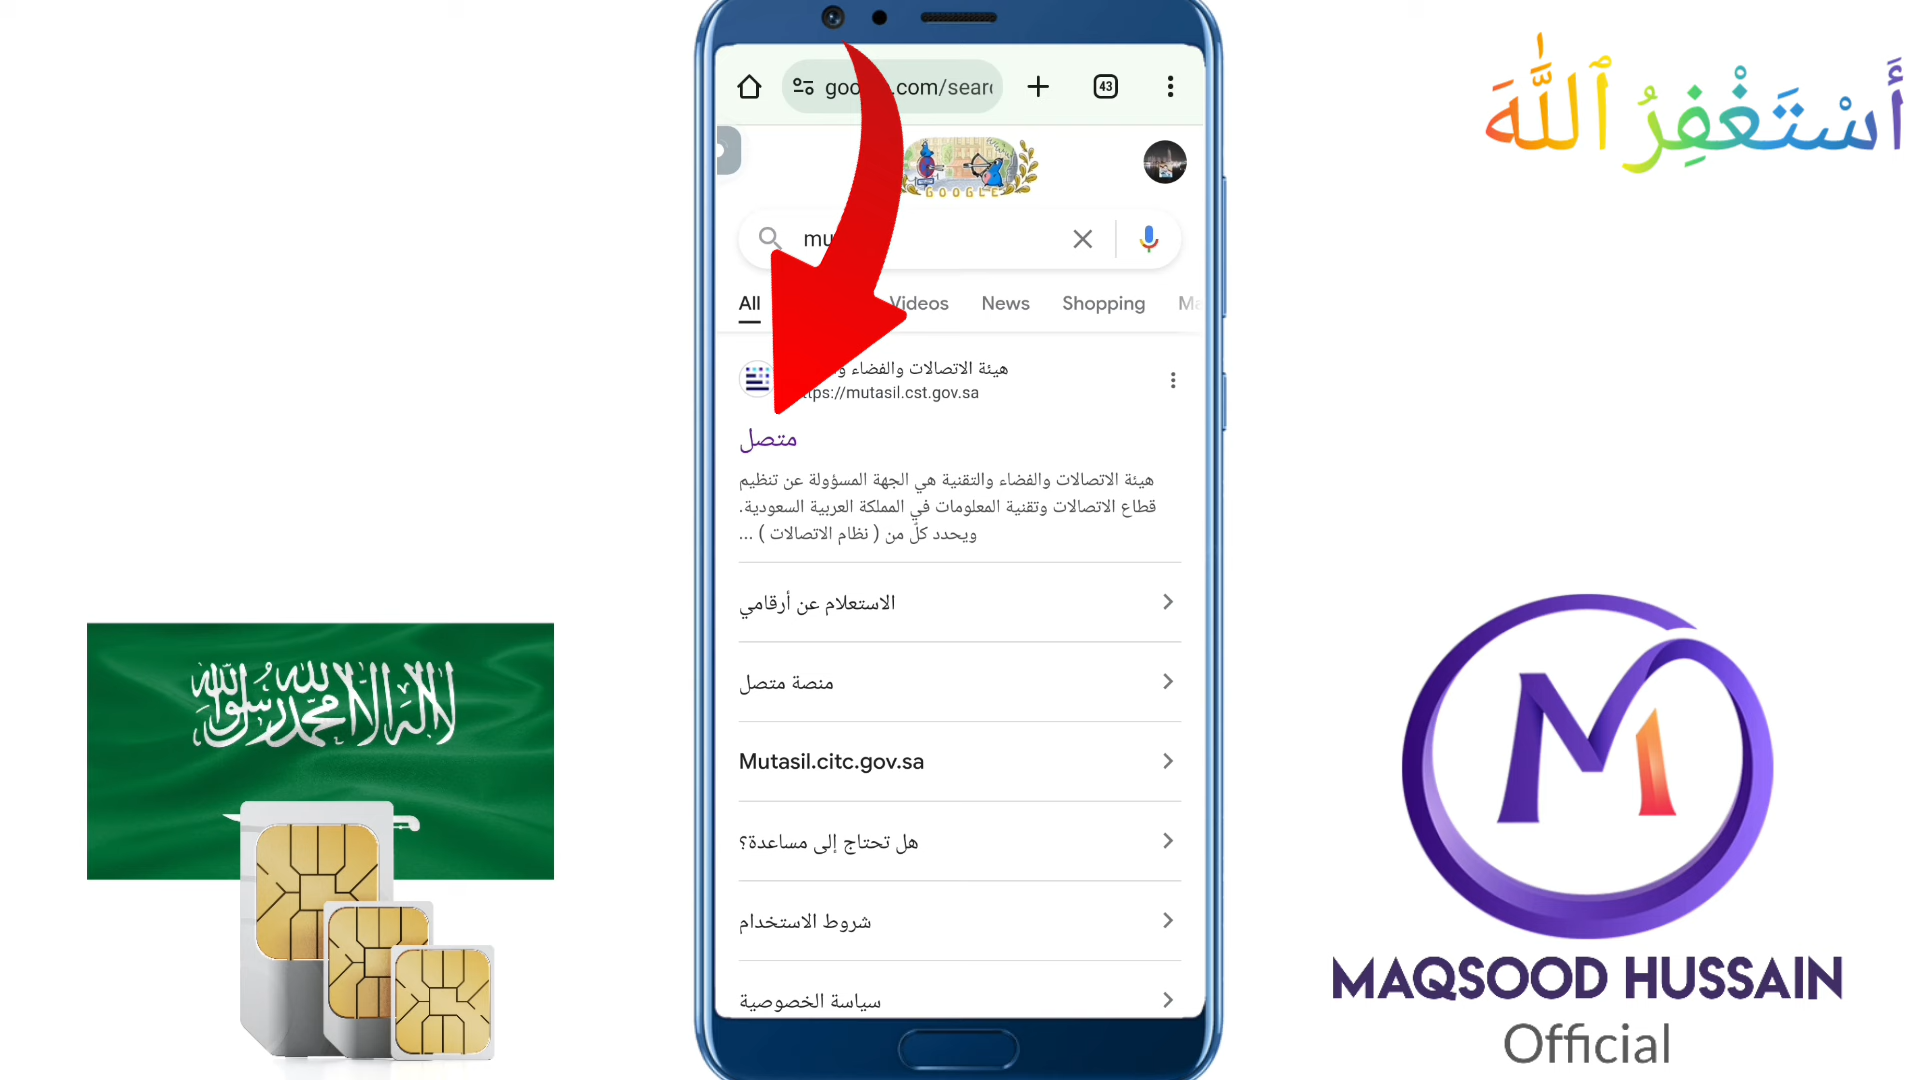 google.com/sear
43
أَسْتَغْفِرُ ٱللَّٰهَ
GOOGLE
mu
All
Videos
News
Shopping
هيئة الاتصالات والفضاء و
tps://mutasil.cst.gov.sa
متصل
هيئة الاتصالات والفضاء والتقنية هي الجهة المسؤولة عن تنظيم
قطاع الاتصالات وتقنية المعلومات في المملكة العربية السعودية.
ويحدد كلّ من ( نظام الاتصالات ) ...
الاستعلام عن أرقامي
منصة متصل
Mutasil.citc.gov.sa
هل تحتاج إلى مساعدة؟
شروط الاستخدام
سياسة الخصوصية
لا إله إلا الله محمد رسول الله
MAQSOOD HUSSAIN
Official